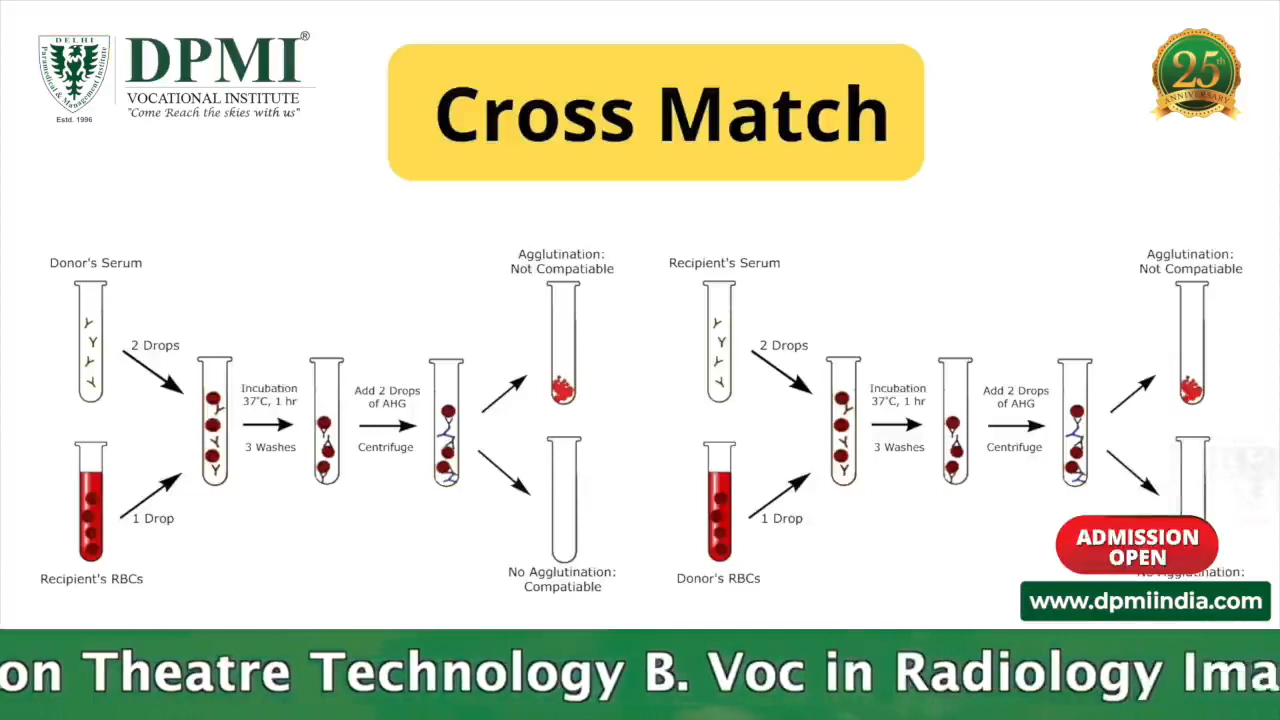 DELHI
Paramedical & Management Institute
Estd. 1996
DPMI®
VOCATIONAL INSTITUTE
"Come Reach the skies with us"
Cross Match
25th
ANNIVERSARY
Donor's Serum
2 Drops
Recipient's RBCs
1 Drop
Incubation
37°C, 1 hr
3 Washes
Add 2 Drops
of AHG
Centrifuge
Agglutination:
Not Compatiable
No Agglutination:
Compatiable
Recipient's Serum
2 Drops
Donor's RBCs
1 Drop
Incubation
37°C, 1 hr
3 Washes
Add 2 Drops
of AHG
Centrifuge
Agglutination:
Not Compatiable
No Agglutination:
ADMISSION
OPEN
www.dpmiindia.com
on Theatre Technology B. Voc in Radiology Ima